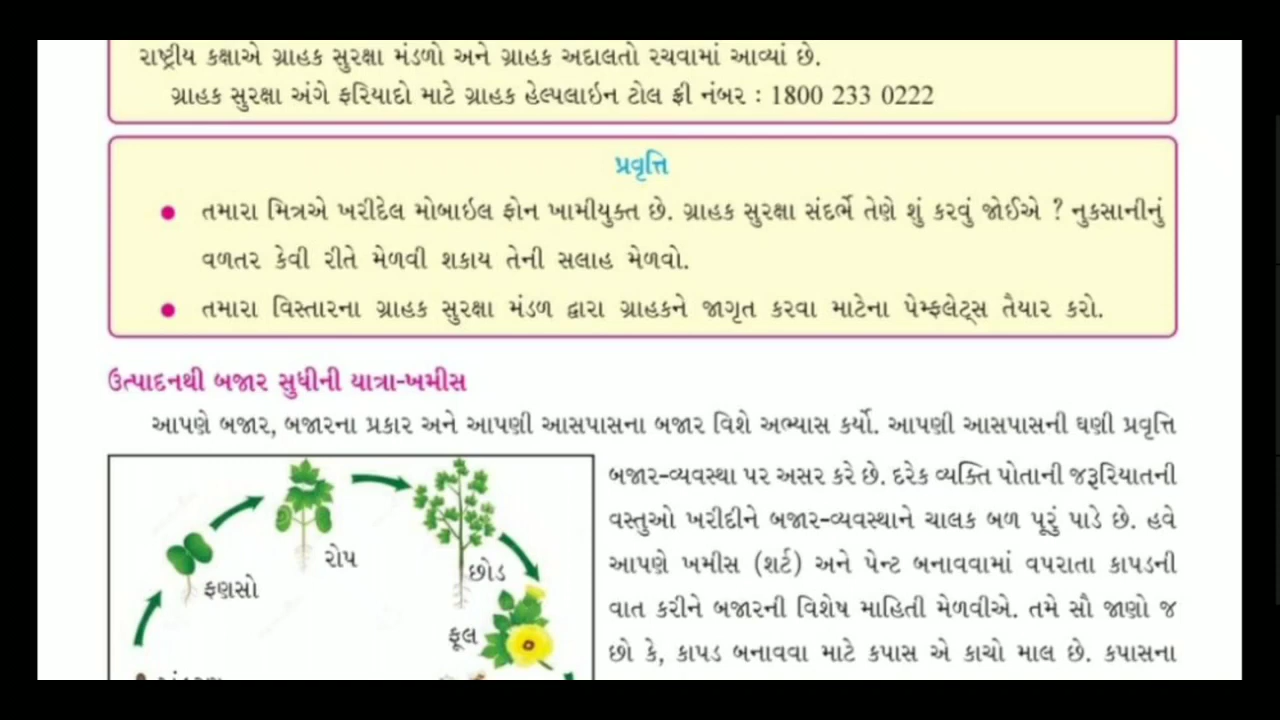 રાષ્ટ્રીય કક્ષાએ ગ્રાહક સુરક્ષા મંડળો અને ગ્રાહક અદાલતો રચવામાં આવ્યાં છે.
ગ્રાહક સુરક્ષા અંગે ફરિયાદો માટે ગ્રાહક હેલ્પલાઇન ટોલ ફ્રી નંબર : 1800 233 0222
પ્રવૃત્તિ
● તમારા મિત્રએ ખરીદેલ મોબાઇલ ફોન ખામીયુક્ત છે. ગ્રાહક સુરક્ષા સંદર્ભે તેણે શું કરવું જોઈએ ? નુકસાનીનું
વળતર કેવી રીતે મેળવી શકાય તેની સલાહ મેળવો.
● તમારા વિસ્તારના ગ્રાહક સુરક્ષા મંડળ દ્વારા ગ્રાહકને જાગૃત કરવા માટેના પેમ્ફલેટ્સ તૈયાર કરો.
ઉત્પાદનથી બજાર સુધીની યાત્રા-ખમીસ
આપણે બજાર, બજારના પ્રકાર અને આપણી આસપાસના બજાર વિશે અભ્યાસ કર્યો. આપણી આસપાસની ઘણી પ્રવૃત્તિ
બજાર-વ્યવસ્થા પર અસર કરે છે. દરેક વ્યક્તિ પોતાની જરૂરિયાતની
વસ્તુઓ ખરીદીને બજાર-વ્યવસ્થાને ચાલક બળ પૂરું પાડે છે. હવે
આપણે ખમીસ (શર્ટ) અને પેન્ટ બનાવવામાં વપરાતા કાપડની
વાત કરીને બજારની વિશેષ માહિતી મેળવીએ. તમે સૌ જાણો જ
છો કે, કાપડ બનાવવા માટે કપાસ એ કાચો માલ છે. કપાસના
રોપ
છોડ
ફણસો
ફૂલ